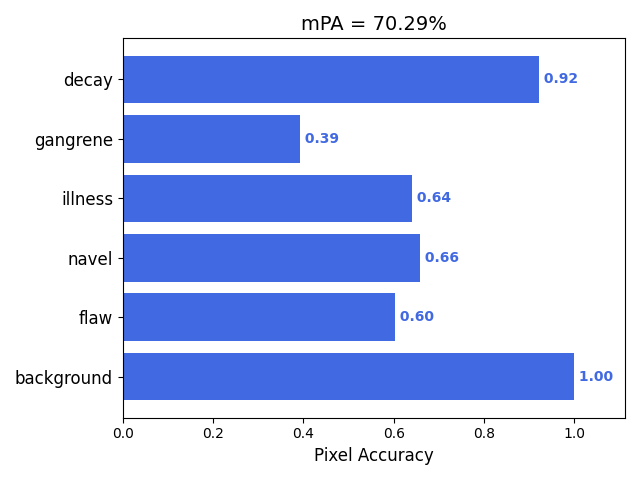 mPA = 70.29%
decay 0.92
gangrene 0.39
illness 0.64
navel 0.66
flaw 0.60
background 1.00
0.0 0.2 0.4 0.6 0.8 1.0
Pixel Accuracy